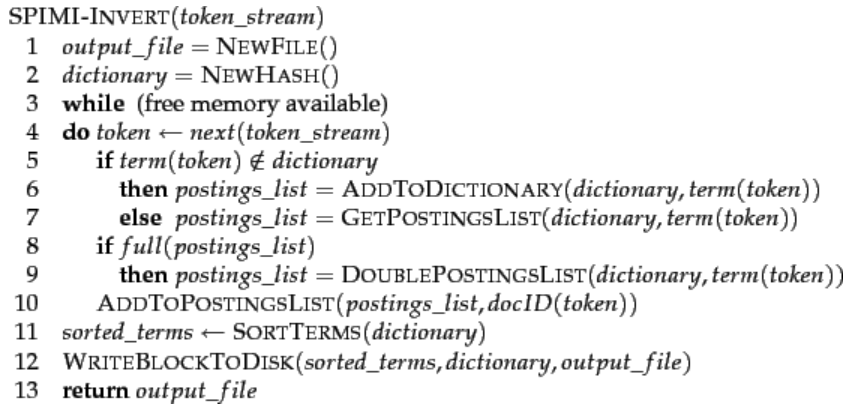 SPIMI-INVERT(token_stream)
1 output_file = NEWFILE()
2 dictionary = NEWHASH()
3 while (free memory available)
4 do token ← next(token_stream)
5 if term(token) ∉ dictionary
6 then postings_list = ADDTODICTIONARY(dictionary, term(token))
7 else postings_list = GETPOSTINGSLIST(dictionary, term(token))
8 if full(postings_list)
9 then postings_list = DOUBLEPOSTINGSLIST(dictionary, term(token))
10 ADDTOPOSTINGSLIST(postings_list, docID(token))
11 sorted_terms ← SORTTERMS(dictionary)
12 WRITEBLOCKTODISK(sorted_terms, dictionary, output_file)
13 return output_file